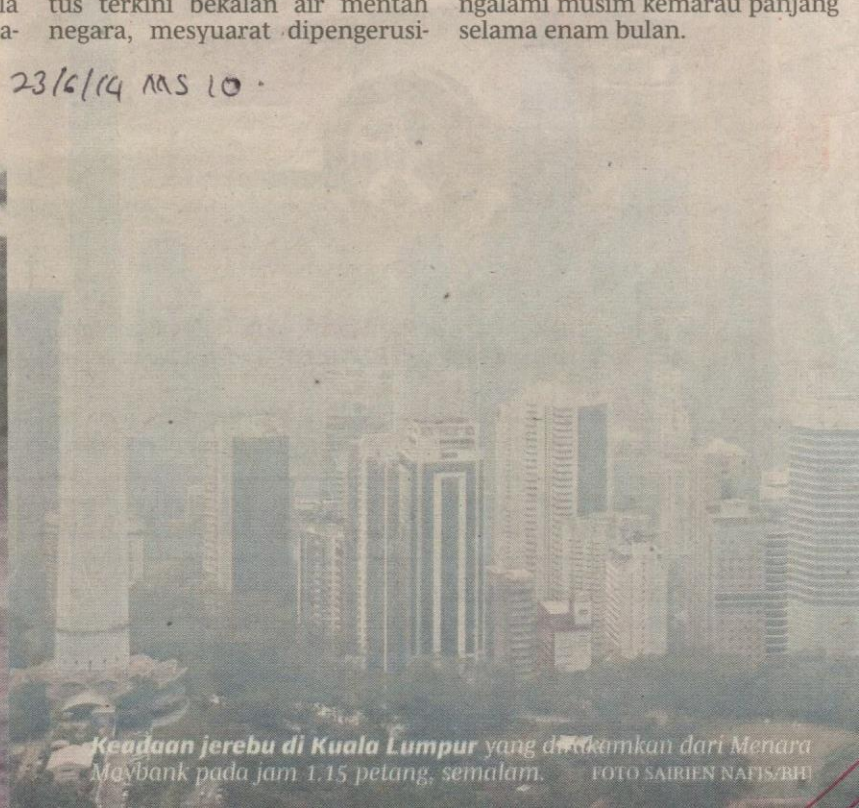 tus terkini bekalan air mentah
negara, mesyuarat dipengerusi-
ngalami musim kemarau panjang
selama enam bulan.
23/6/14 MS 10.
Keadaan jerebu di Kuala Lumpur yang dirakamkan dari Menara
Maybank pada jam 1.15 petang, semalam. FOTO SAIRIEN NAFIS/BH